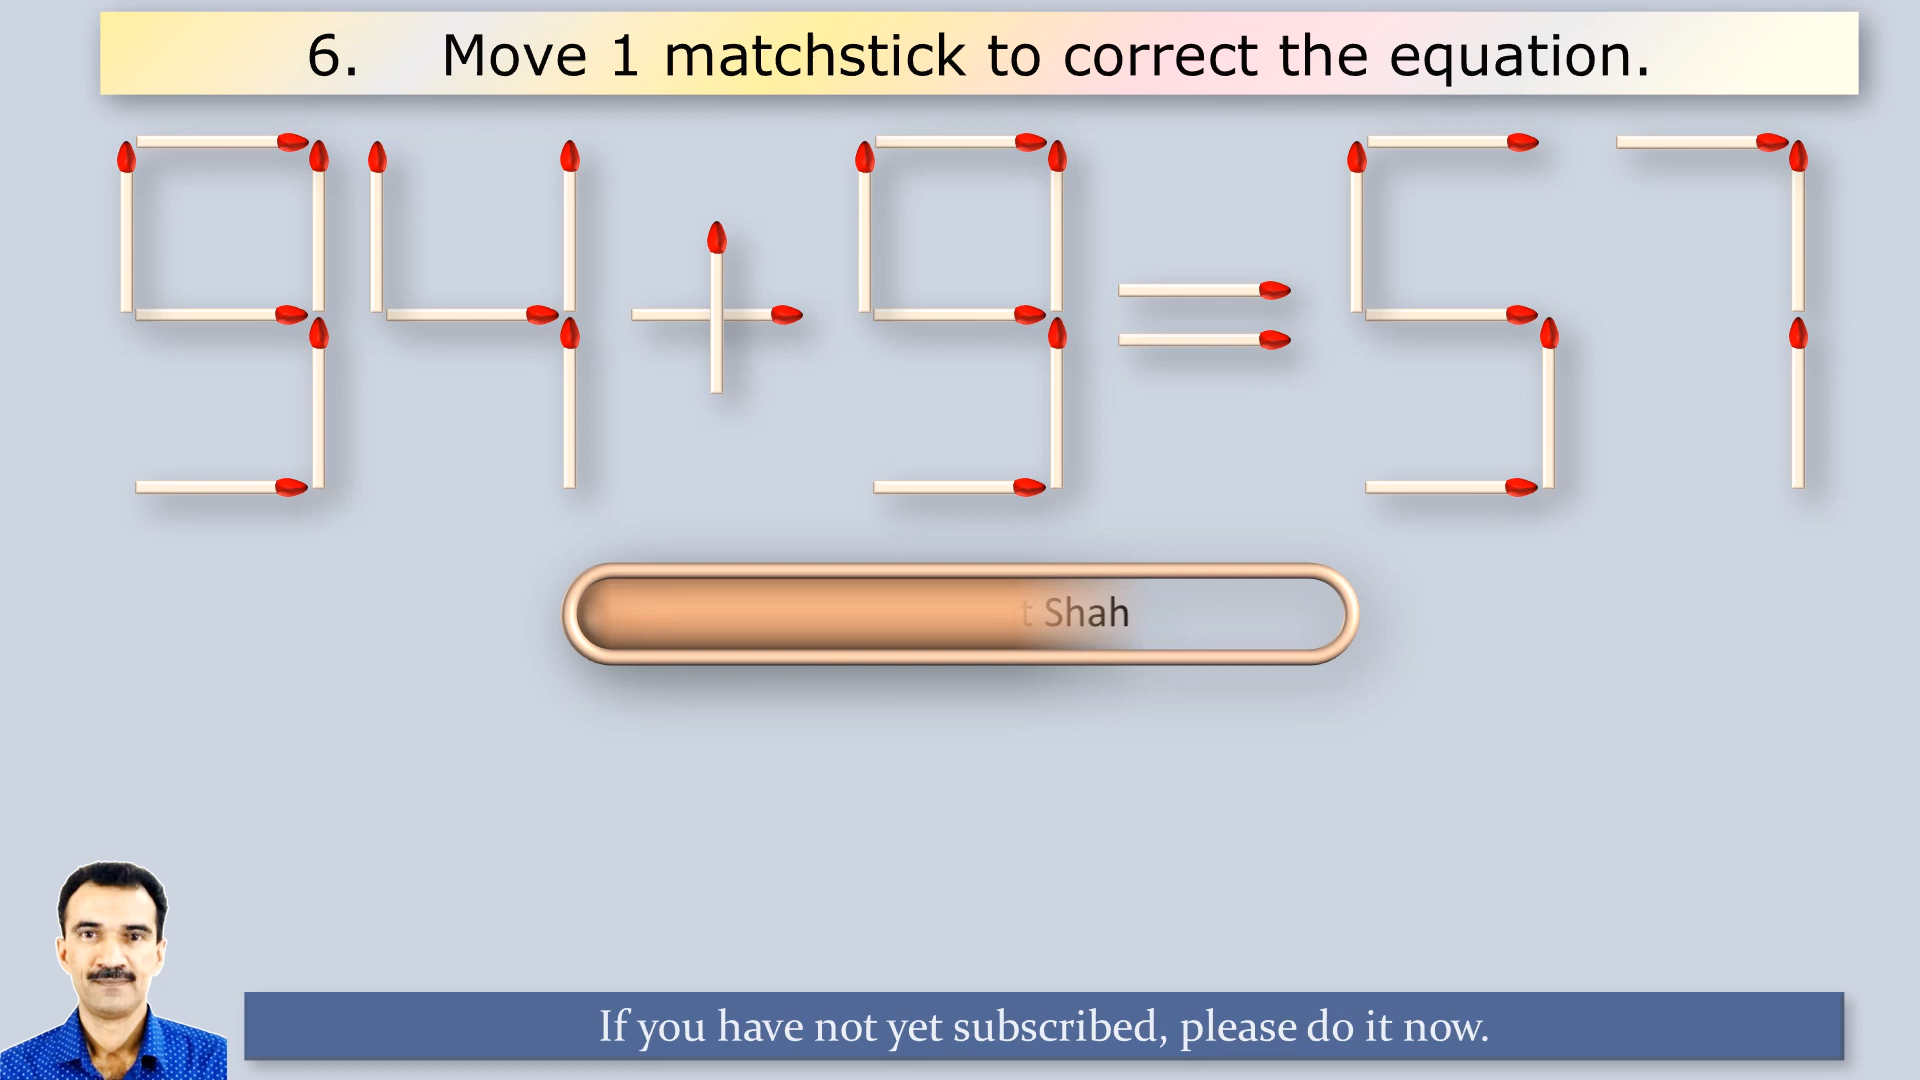 6. Move 1 matchstick to correct the equation.
94+9=57
Shah
If you have not yet subscribed, please do it now.